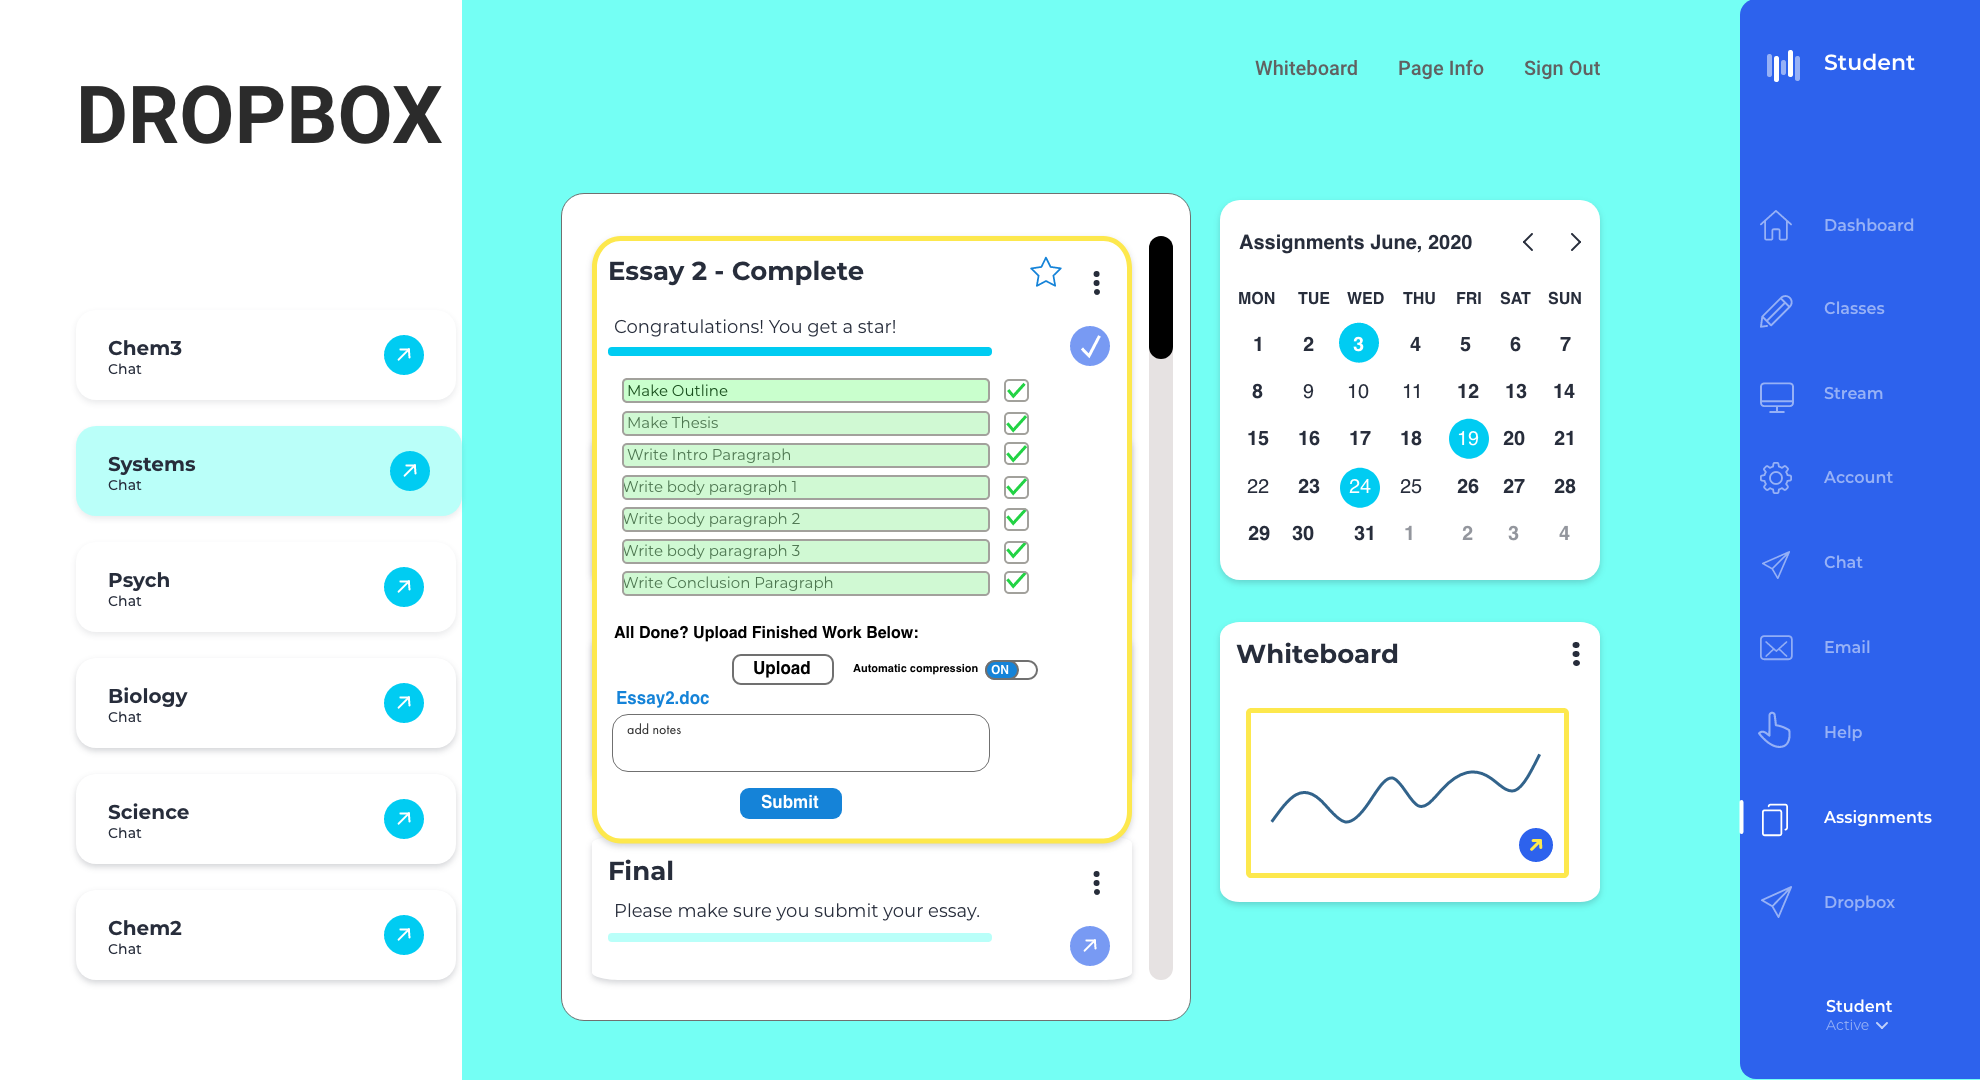 DROPBOX
Chem3
Chat
Systems
Chat
Psych
Chat
Biology
Chat
Science
Chat
Chem2
Chat
Whiteboard Page Info Sign Out
Essay 2 - Complete
Congratulations! You get a star!
Make Outline
Make Thesis
Write Intro Paragraph
Write body paragraph 1
Write body paragraph 2
Write body paragraph 3
Write Conclusion Paragraph
All Done? Upload Finished Work Below:
Upload Automatic compression ON
Essay2.doc
add notes
Submit
Final
Please make sure you submit your essay.
Assignments June, 2020
MON TUE WED THU FRI SAT SUN
1 2 3 4 5 6 7
8 9 10 11 12 13 14
15 16 17 18 19 20 21
22 23 24 25 26 27 28
29 30 31 1 2 3 4
Whiteboard
Student
Dashboard
Classes
Stream
Account
Chat
Email
Help
Assignments
Dropbox
Student
Active